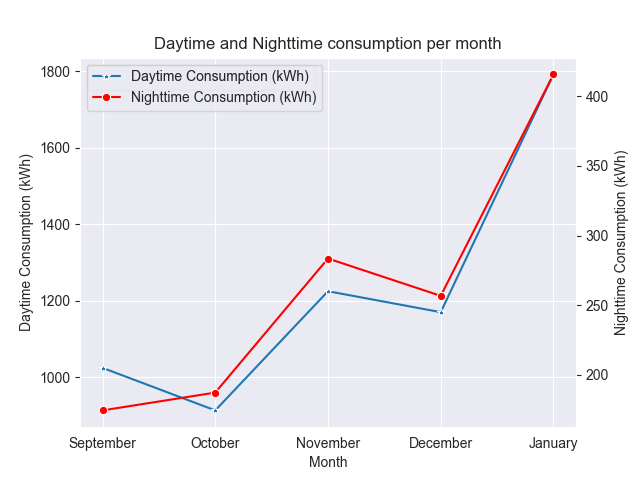 Daytime and Nighttime consumption per month
Daytime Consumption (kWh)
Nighttime Consumption (kWh)
1800
1600
1400
1200
1000
Daytime Consumption (kWh)
400
350
300
250
200
Nighttime Consumption (kWh)
September October November December January
Month